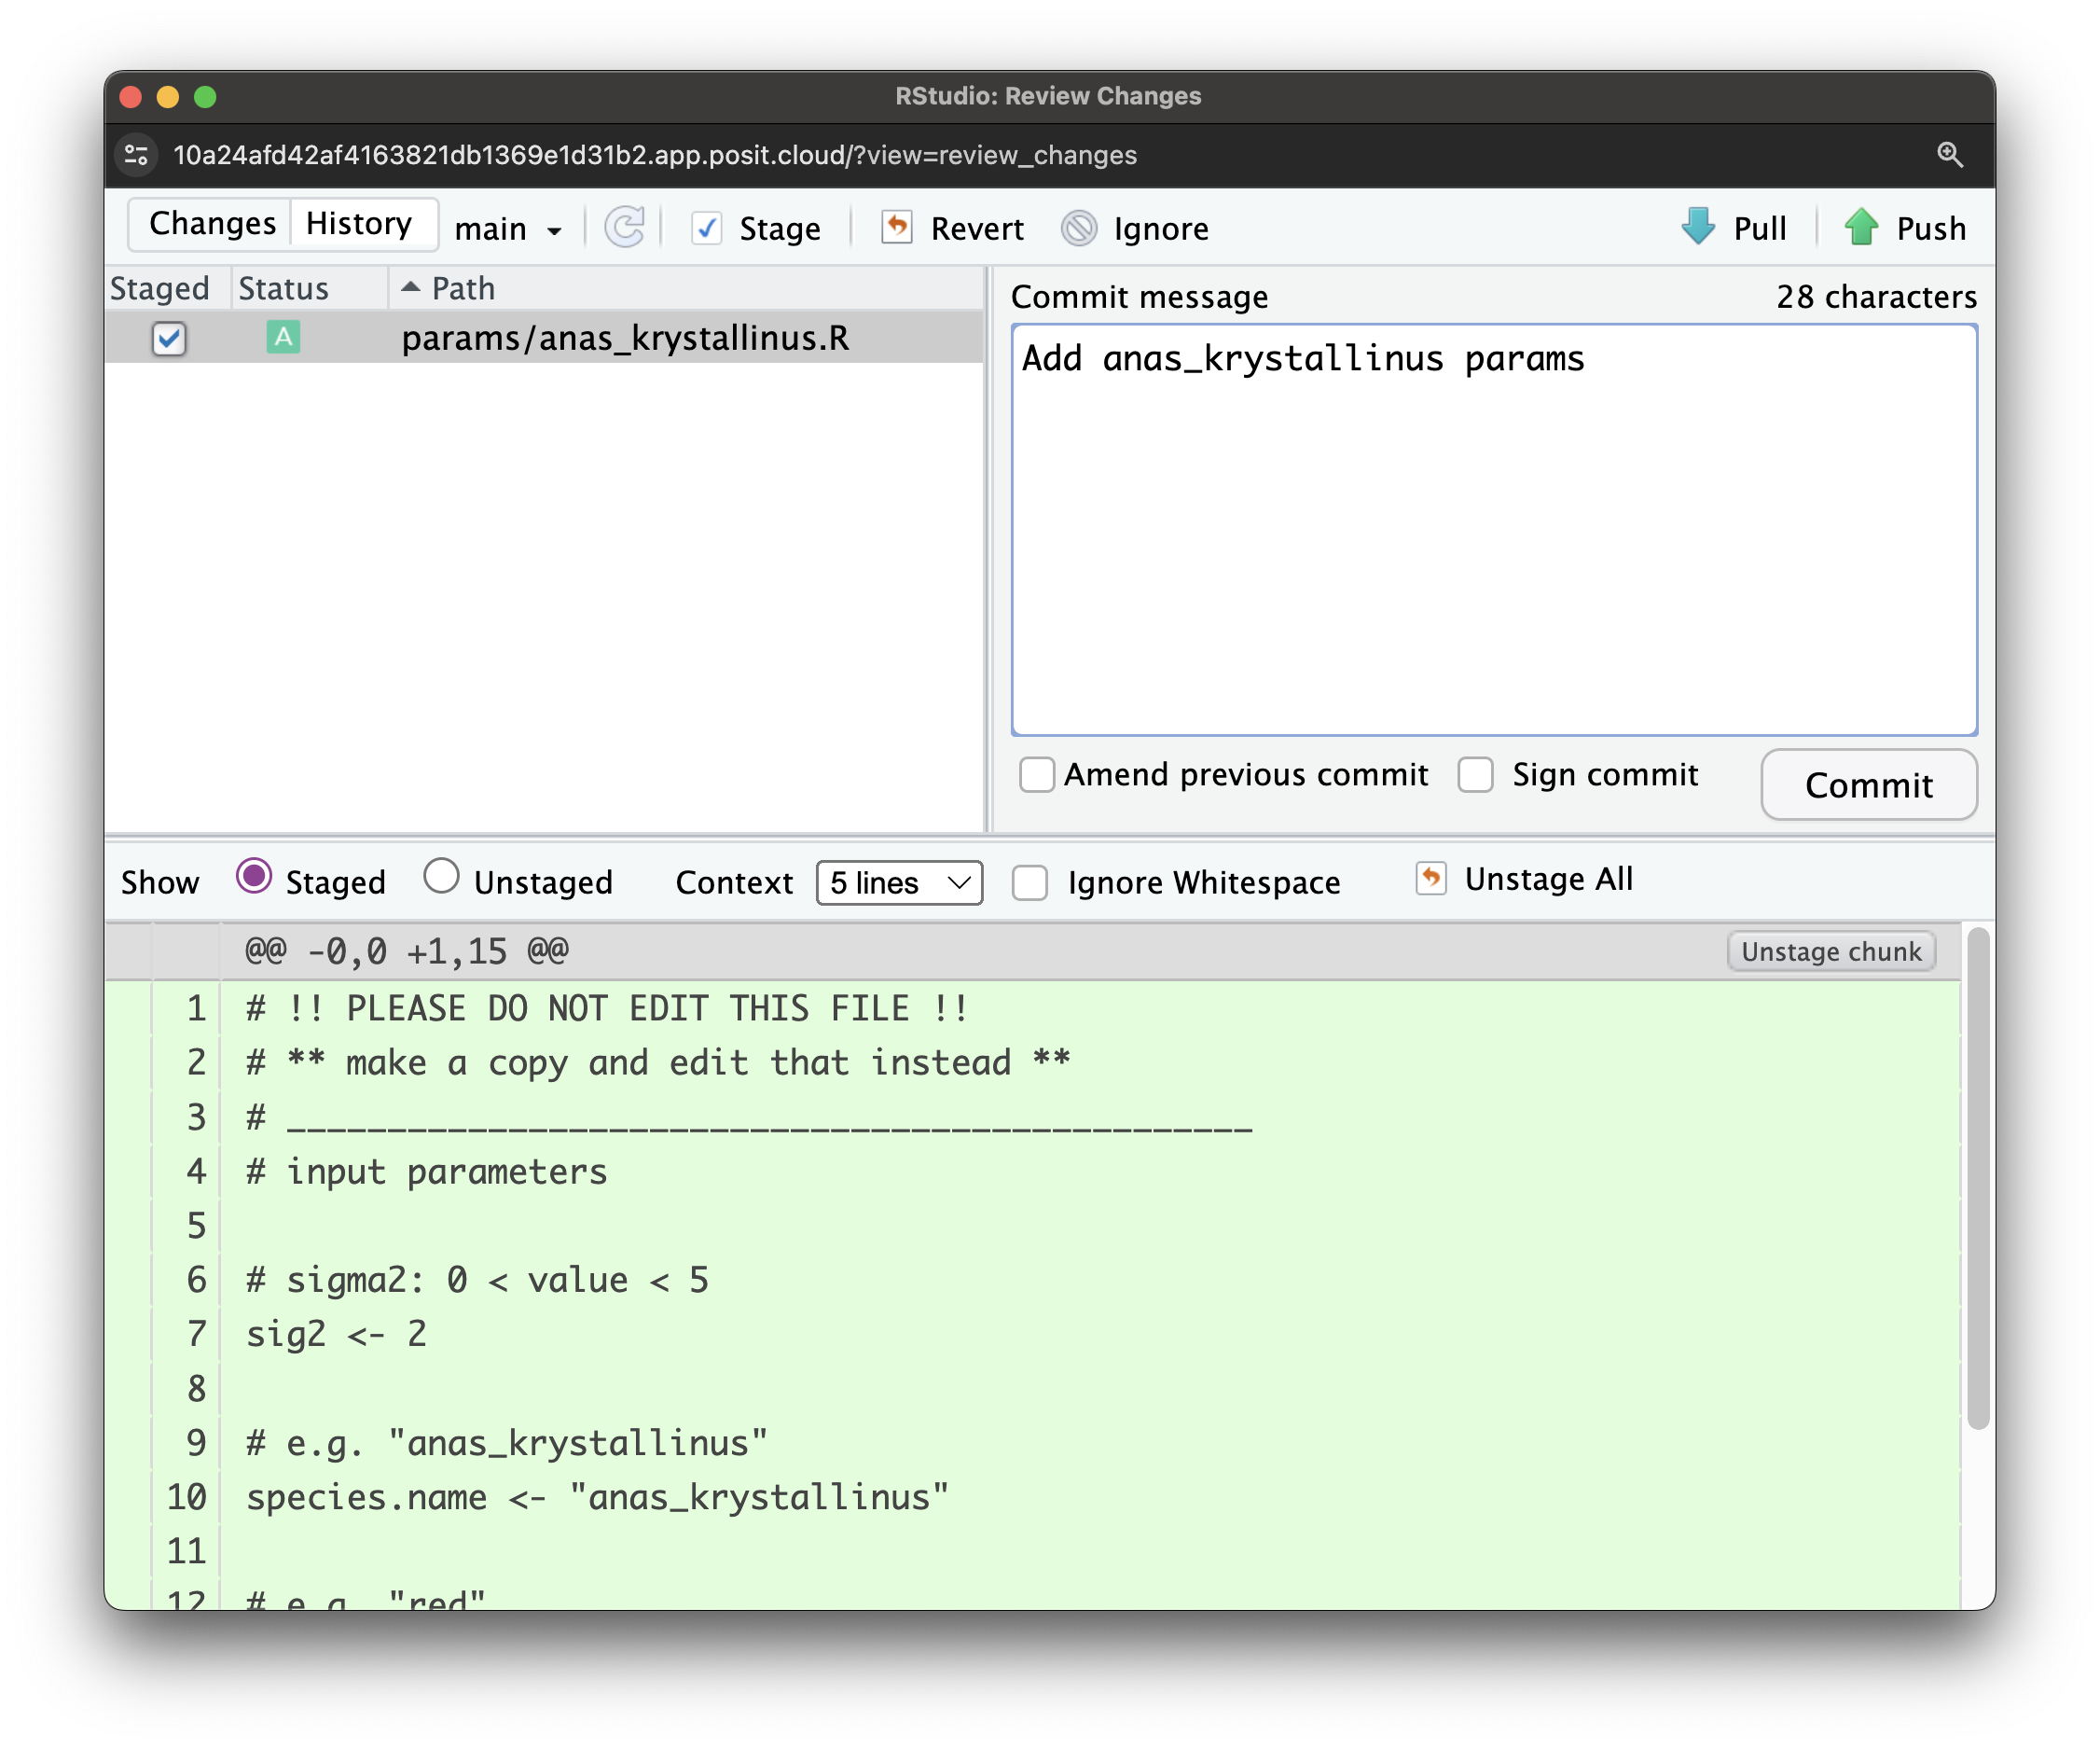 RStudio: Review Changes
10a24afd42af4163821db1369e1d31b2.app.posit.cloud/?view=review_changes
Changes History main Stage Revert Ignore Pull Push
Staged Status Path
A params/anas_krystallinus.R
Commit message 28 characters
Add anas_krystallinus params
Amend previous commit Sign commit Commit
Show Staged Unstaged Context 5 lines Ignore Whitespace Unstage All
@@ -0,0 +1,15 @@ Unstage chunk
1 # !! PLEASE DO NOT EDIT THIS FILE !!
2 # ** make a copy and edit that instead **
3 # ________________________________________________
4 # input parameters
5
6 # sigma2: 0 < value < 5
7 sig2 <- 2
8
9 # e.g. "anas_krystallinus"
10 species.name <- "anas_krystallinus"
11
12 # e.g. "red"